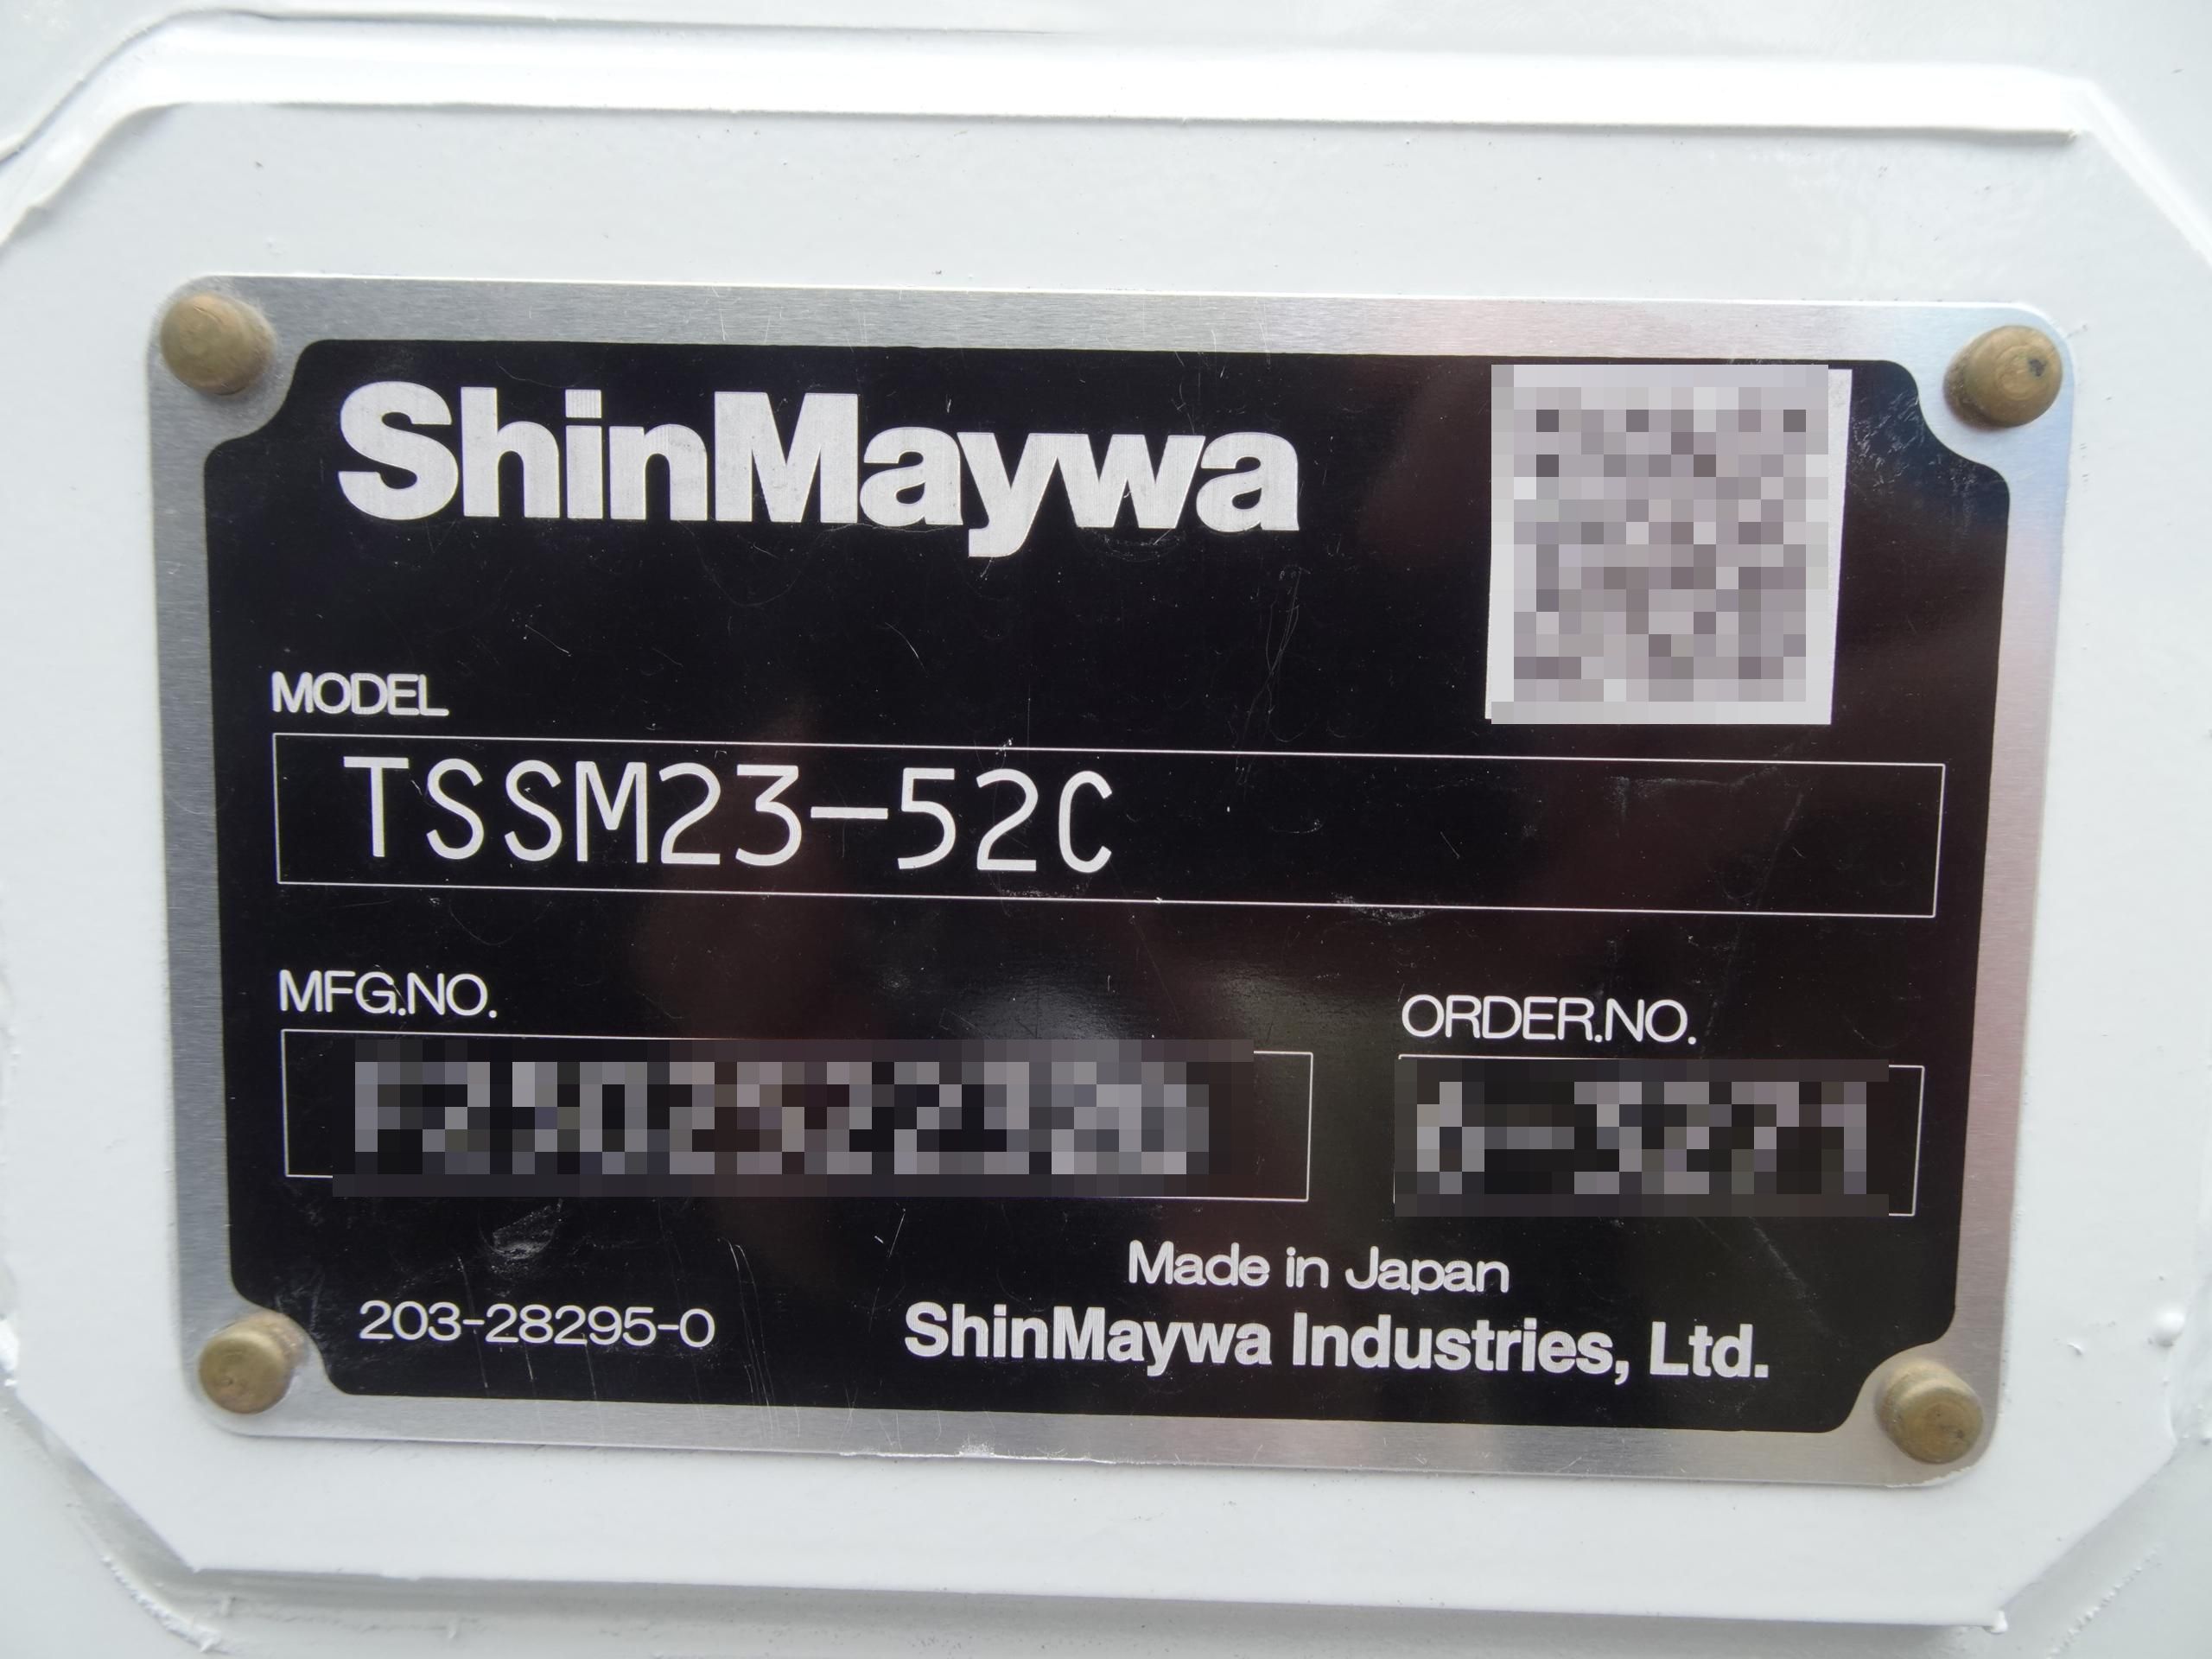 ShinMaywa
MODEL
TSSM23-52C
MFG.NO.
ORDER.NO.
Made in Japan
203-28295-0
ShinMaywa Industries, Ltd.